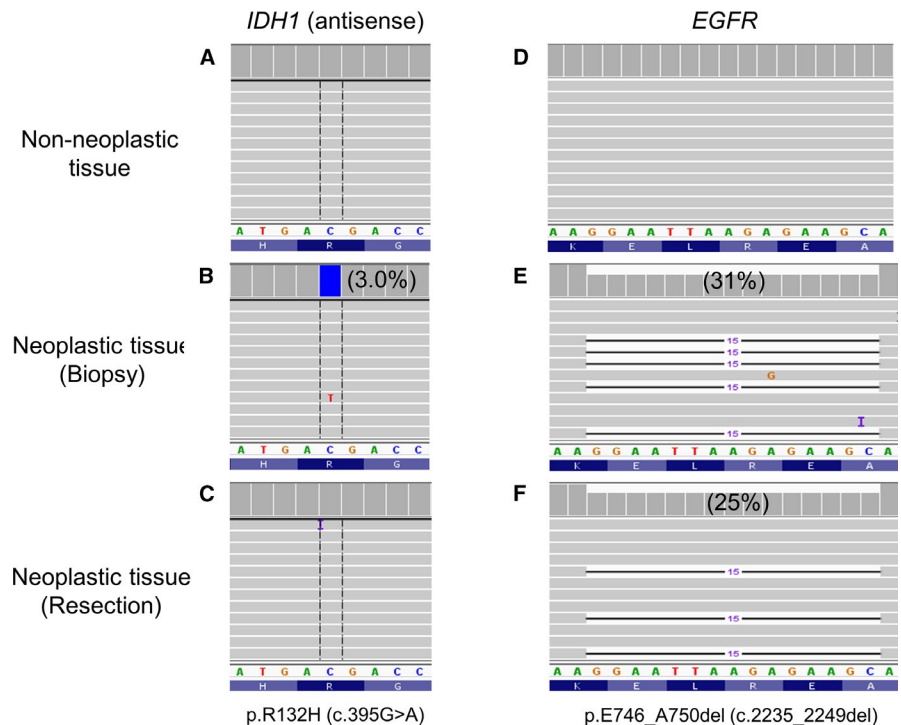 IDH1 (antisense)
EGFR
A
D
Non-neoplastic
tissue
A T G A C G A C C
H R G
A A G G A A T T A A G A G A A G C A
K E L R E A
B
(3.0%)
E
(31%)
Neoplastic tissue
(Biopsy)
T
15
15
15
G
15
I
15
A T G A C G A C C
H R G
A A G G A A T T A A G A G A A G C A
K E L R E A
C
F
(25%)
Neoplastic tissue
(Resection)
I
15
15
15
A T G A C G A C C
H R G
A A G G A A T T A A G A G A A G C A
K E L R E A
p.R132H (c.395G>A)
p.E746_A750del (c.2235_2249del)